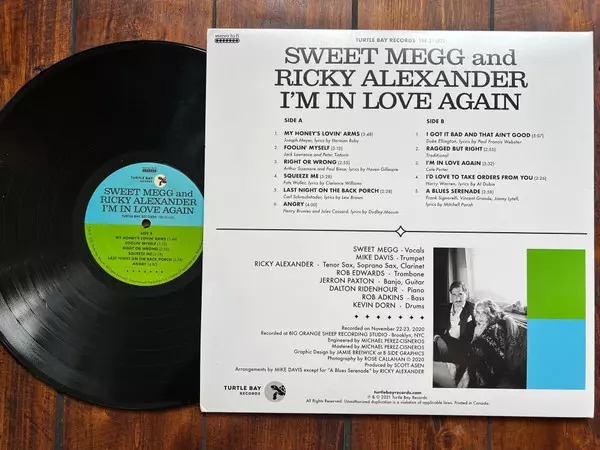 stereo hi fi
TURTLE BAY RECORDS
SWEET MEGG and
RICKY ALEXANDER
I'M IN LOVE AGAIN
SIDE A
1. MY HONEY'S LOVIN' ARMS (3:48)
Joseph Meyer, lyrics by Herman Ruby
2. FOOLIN' MYSELF (3:15)
Jack Lawrence and Peter Tinturin
3. RIGHT OR WRONG (2:55)
Arthur Sizemore and Paul Biese, lyrics by Haven Gillespie
4. SQUEEZE ME (3:28)
Fats Waller, lyrics by Clarence Williams
5. LAST NIGHT ON THE BACK PORCH (2:38)
Carl Schraubstader, lyrics by Lew Brown
6. ANGRY (4:00)
Henry Brunies and Jules Cassard, lyrics by Dudley Mecum
SIDE B
1. I GOT IT BAD AND THAT AIN'T GOOD (5:07)
Duke Ellington, lyrics by Paul Francis Webster
2. RAGGED BUT RIGHT (2:55)
Traditional
3. I'M IN LOVE AGAIN (3:32)
Cole Porter
4. I'D LOVE TO TAKE ORDERS FROM YOU (3:26)
Harry Warren, lyrics by Al Dubin
5. A BLUES SERENADE (3:58)
Frank Signorelli, Vincent Grande, Jimmy Lytell,
lyrics by Mitchell Parish
SWEET MEGG - Vocals
MIKE DAVIS - Trumpet
RICKY ALEXANDER - Tenor Sax, Soprano Sax, Clarinet
ROB EDWARDS - Trombone
JERRON PAXTON - Banjo, Guitar
DALTON RIDENHOUR - Piano
ROB ADKINS - Bass
KEVIN DORN - Drums
Recorded on November 22-23, 2020
Recorded at BIG ORANGE SHEEP RECORDING STUDIO - Brooklyn, NYC
Engineered by MICHAEL PEREZ-CISNEROS
Mastered by MICHAEL PEREZ-CISNEROS
Graphic Design by JAMIE BREIWICK at B SIDE GRAPHICS
Photography by ROSE CALLAHAN © 2020
Produced by SCOTT ASEN
Arrangements by MIKE DAVIS except for "A Blues Serenade" by RICKY ALEXANDER
TURTLE BAY
RECORDS
turtlebayrecords.com
℗ & © 2021 Turtle Bay Records
All Rights Reserved. Unauthorized duplication is a violation of applicable laws. Printed in Canada.
TURTLE BAY
RECORDS
SWEET MEGG and
RICKY ALEXANDER
I'M IN LOVE AGAIN
TURTLE BAY RECORDS
MY HONEY'S LOVIN' ARMS
FOOLIN' MYSELF
RIGHT OR WRONG
SQUEEZE ME
LAST NIGHT ON THE BACK PORCH
ANGRY